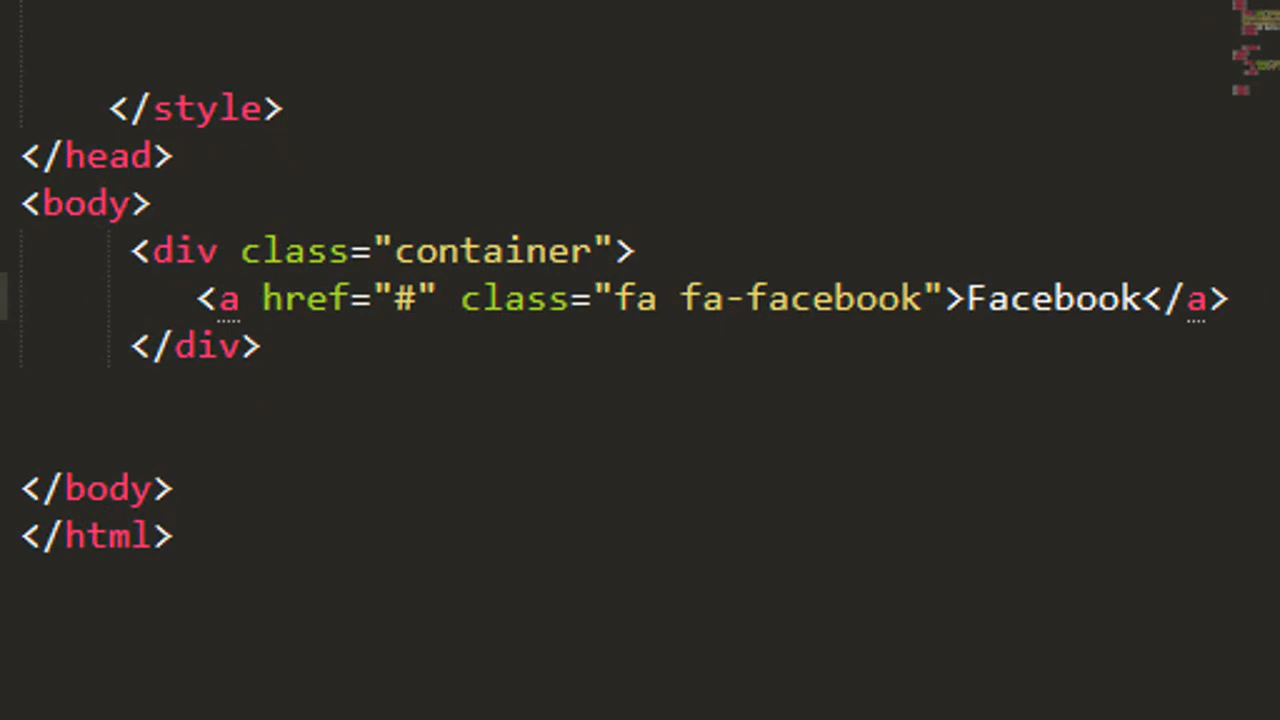 </style>
</head>
<body>
<div class="container">
<a href="#" class="fa fa-facebook">Facebook</a>
</div>
</body>
</html>